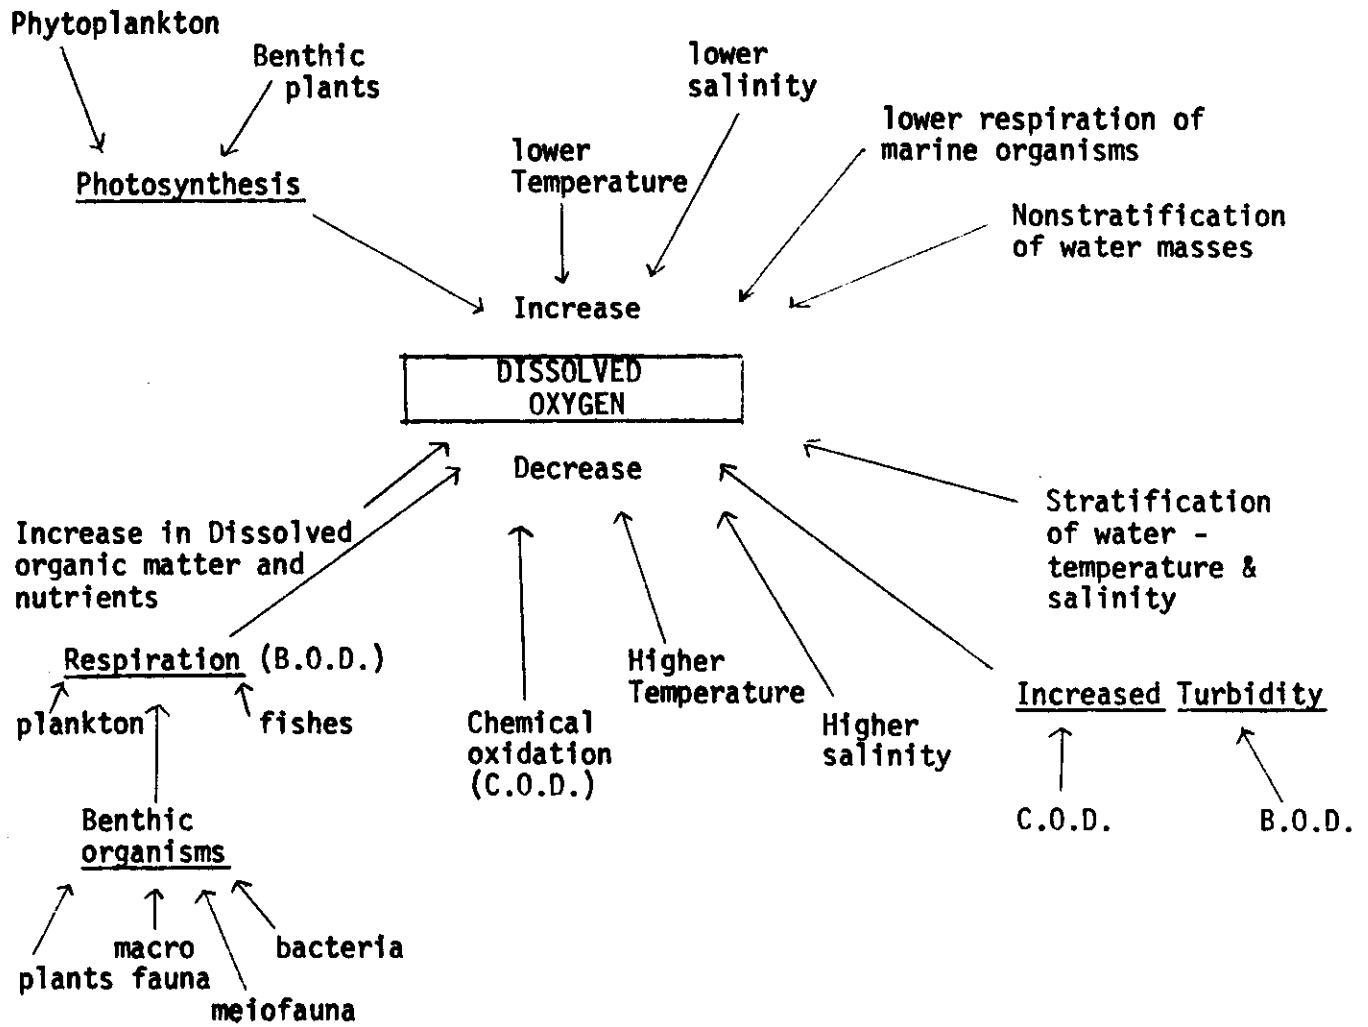 Phytoplankton
Benthic
plants
Photosynthesis
lower
Temperature
lower
salinity
lower respiration of
marine organisms
Nonstratification
of water masses
Increase
DISSOLVED
OXYGEN
Decrease
Increase in Dissolved
organic matter and
nutrients
Respiration (B.O.D.)
plankton
fishes
Benthic
organisms
plants
macro
fauna
meiofauna
bacteria
Chemical
oxidation
(C.O.D.)
Higher
Temperature
Higher
salinity
Stratification
of water -
temperature &
salinity
Increased Turbidity
C.O.D.
B.O.D.